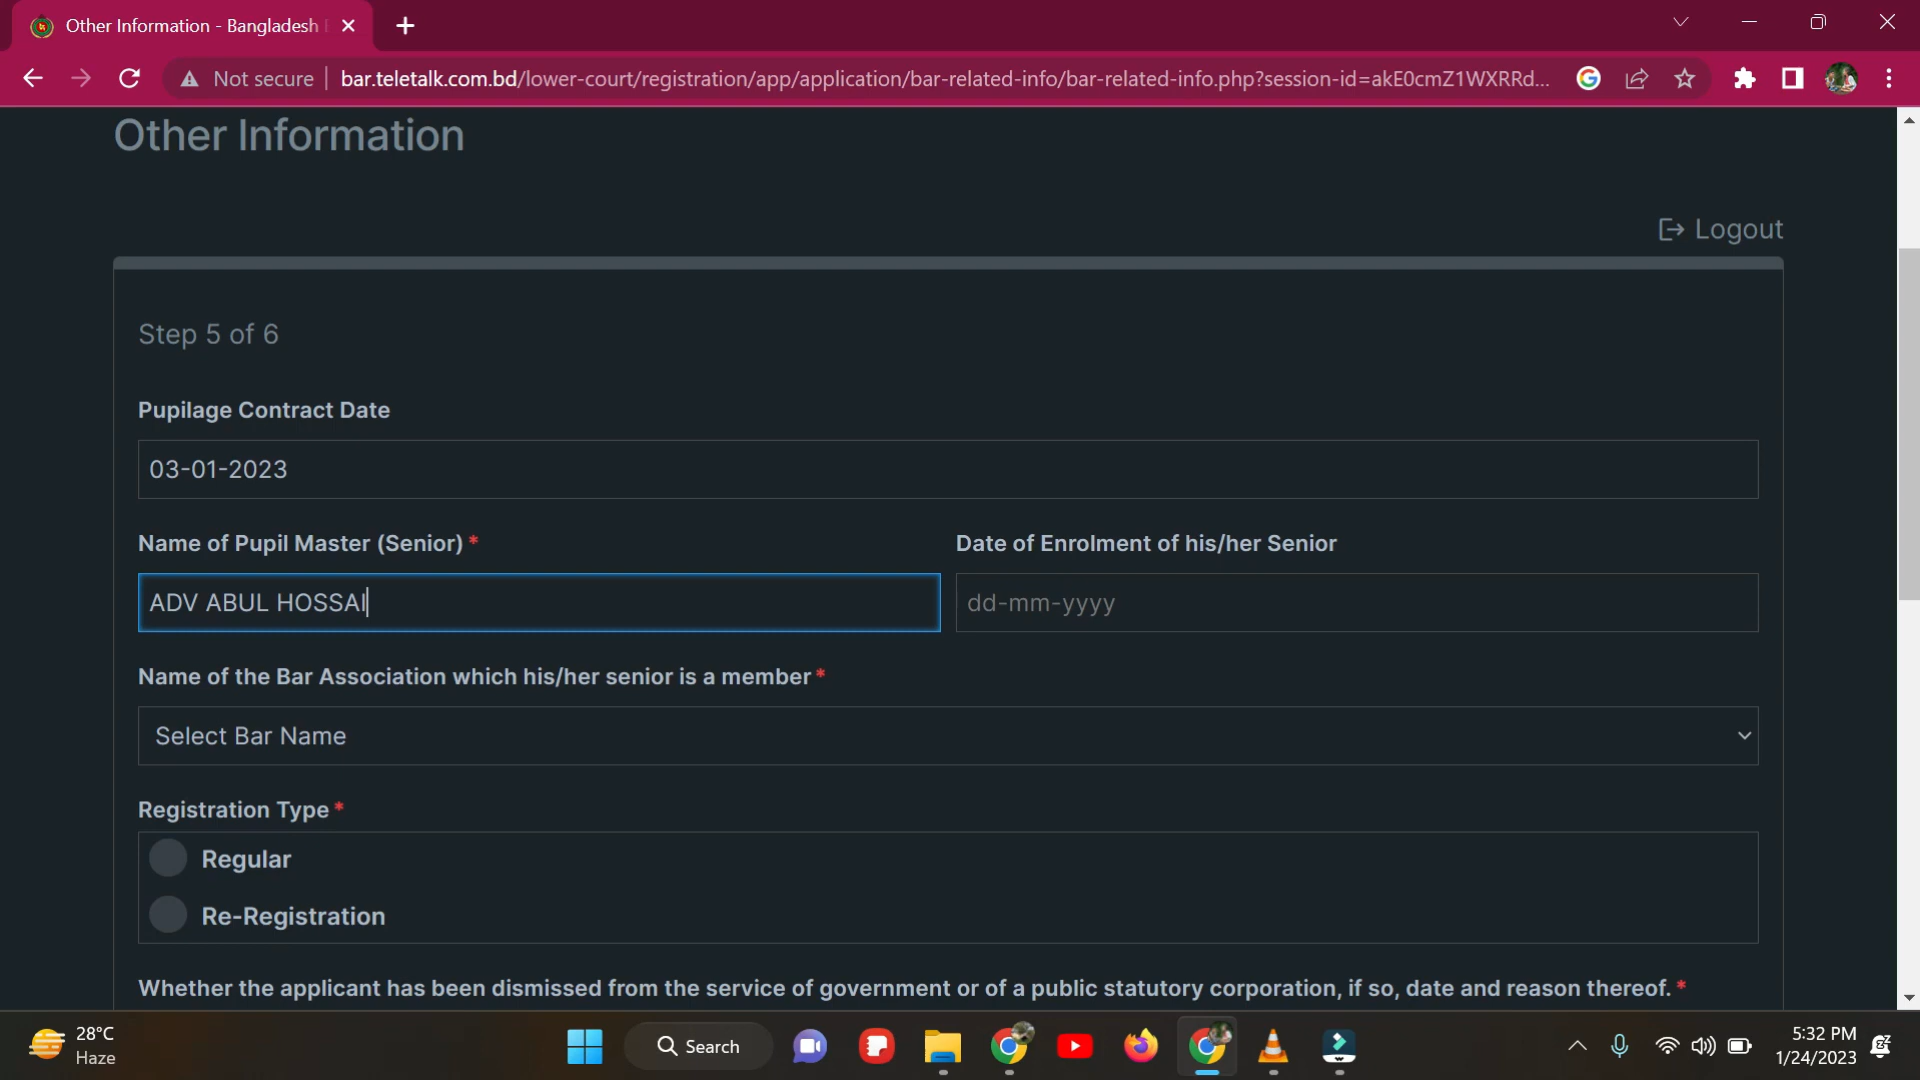 Other Information - Bangladesh
Not secure
bar.teletalk.com.bd/lower-court/registration/app/application/bar-related-info/bar-related-info.php?session-id=akE0cmZ1WXRRd...
Other Information
Logout
Step 5 of 6
Pupilage Contract Date
03-01-2023
Name of Pupil Master (Senior) *
Date of Enrolment of his/her Senior
ADV ABUL HOSSAI
dd-mm-yyyy
Name of the Bar Association which his/her senior is a member *
Select Bar Name
Registration Type *
Regular
Re-Registration
Whether the applicant has been dismissed from the service of government or of a public statutory corporation, if so, date and reason thereof. *
28°C
Haze
Search
5:32 PM
1/24/2023